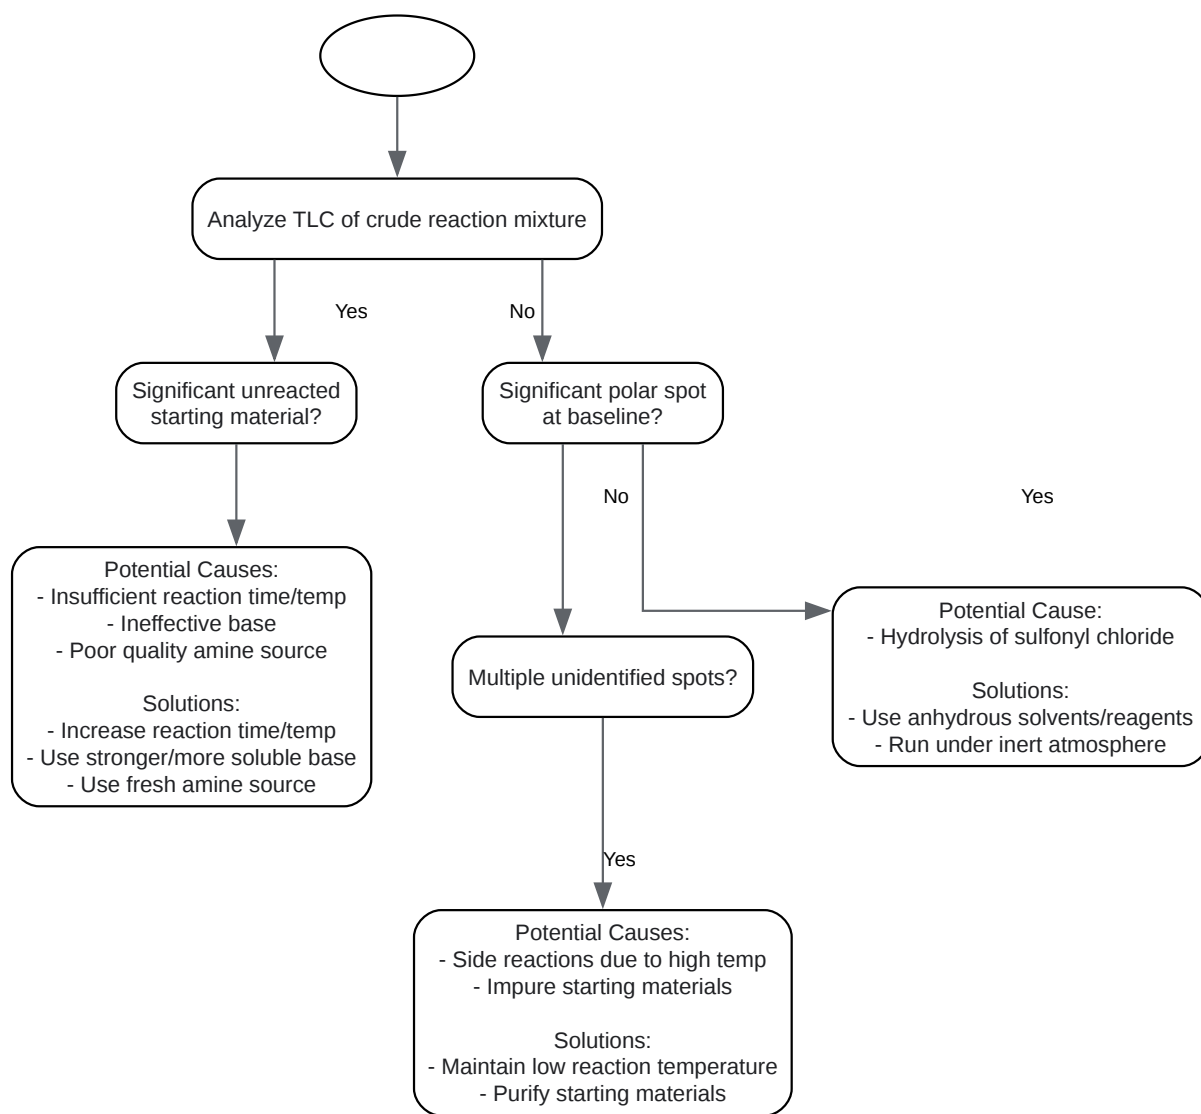 Analyze TLC of crude reaction mixture
Yes
No
Significant unreacted
starting material?
Significant polar spot
at baseline?
No
Yes
Potential Causes:
- Insufficient reaction time/temp
- Ineffective base
- Poor quality amine source
Solutions:
- Increase reaction time/temp
- Use stronger/more soluble base
- Use fresh amine source
Multiple unidentified spots?
Potential Cause:
- Hydrolysis of sulfonyl chloride
Solutions:
- Use anhydrous solvents/reagents
- Run under inert atmosphere
Yes
Potential Causes:
- Side reactions due to high temp
- Impure starting materials
Solutions:
- Maintain low reaction temperature
- Purify starting materials